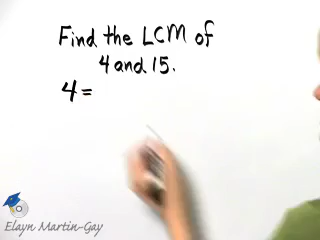 Find the LCM of
4 and 15.
4 =
Elayn Martin-Gay